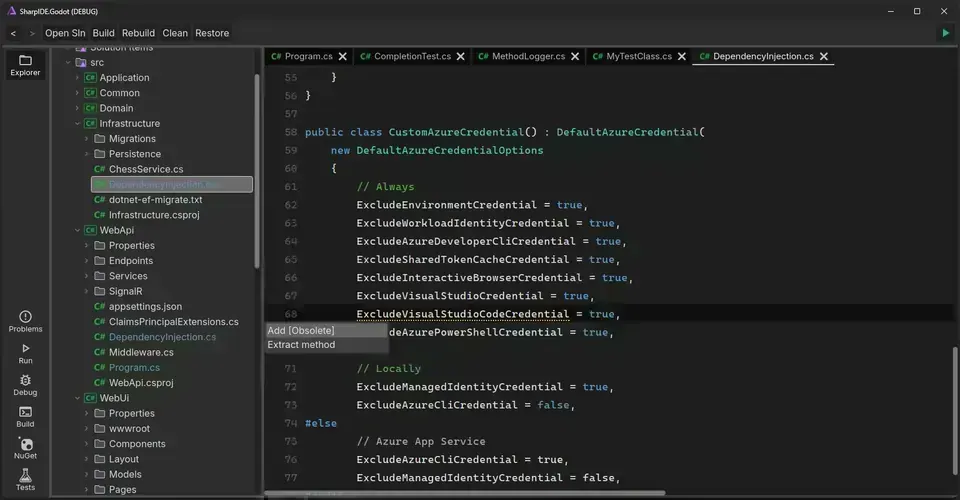 SharpIDE.Godot (DEBUG)
< > Open Sln Build Rebuild Clean Restore
Explorer
Problems
Run
Debug
Build
NuGet
Tests
Solution Items
src
C# Application
C# Common
C# Domain
C# Infrastructure
Migrations
Persistence
C# ChessService.cs
DependencyInjection.cs
dotnet-ef-migrate.txt
Infrastructure.csproj
C# WebApi
Properties
Endpoints
Services
SignalR
appsettings.json
C# ClaimsPrincipalExtensions.cs
C# DependencyInjection.cs
C# Middleware.cs
C# Program.cs
WebApi.csproj
C# WebUi
Properties
wwwroot
Components
Layout
Models
Pages
C# Program.cs C# CompletionTest.cs C# MethodLogger.cs C# MyTestClass.cs C# DependencyInjection.cs
55 }
56 }
57
58 public class CustomAzureCredential() : DefaultAzureCredential(
59 new DefaultAzureCredentialOptions
60 {
61 // Always
62 ExcludeEnvironmentCredential = true,
63 ExcludeWorkloadIdentityCredential = true,
64 ExcludeAzureDeveloperCliCredential = true,
65 ExcludeSharedTokenCacheCredential = true,
66 ExcludeInteractiveBrowserCredential = true,
67 ExcludeVisualStudioCredential = true,
68 ExcludeVisualStudioCodeCredential = true,
Add [Obsolete]
deAzurePowerShellCredential = true,
Extract method
71 // Locally
72 ExcludeManagedIdentityCredential = true,
73 ExcludeAzureCliCredential = false,
74 #else
75 // Azure App Service
76 ExcludeAzureCliCredential = true,
77 ExcludeManagedIdentityCredential = false,